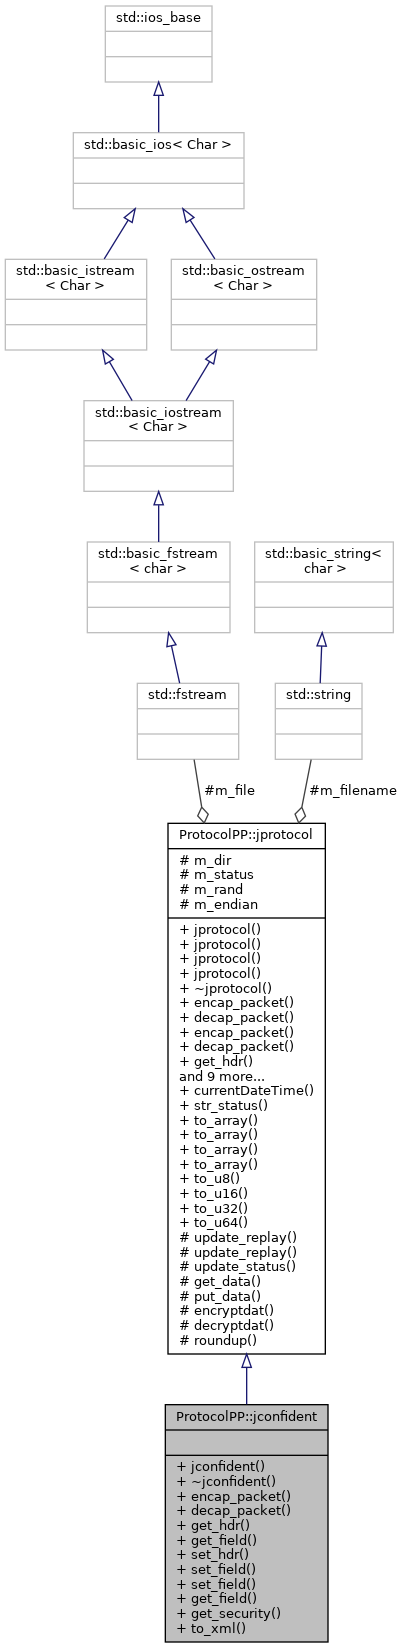 std::ios_base
std::basic_ios< Char >
std::basic_istream
< Char >
std::basic_ostream
< Char >
std::basic_iostream
< Char >
std::basic_fstream
< char >
std::basic_string<
char >
std::fstream
std::string
#m_file
#m_filename
ProtocolPP::jprotocol
# m_dir
# m_status
# m_rand
# m_endian
+ jprotocol()
+ jprotocol()
+ jprotocol()
+ jprotocol()
+ ~jprotocol()
+ encap_packet()
+ decap_packet()
+ encap_packet()
+ decap_packet()
+ get_hdr()
and 9 more...
+ currentDateTime()
+ str_status()
+ to_array()
+ to_array()
+ to_array()
+ to_array()
+ to_u8()
+ to_u16()
+ to_u32()
+ to_u64()
# update_replay()
# update_replay()
# update_status()
# get_data()
# put_data()
# encryptdat()
# decryptdat()
# roundup()
ProtocolPP::jconfident
+ jconfident()
+ ~jconfident()
+ encap_packet()
+ decap_packet()
+ get_hdr()
+ get_field()
+ set_hdr()
+ set_field()
+ set_field()
+ get_field()
+ get_security()
+ to_xml()